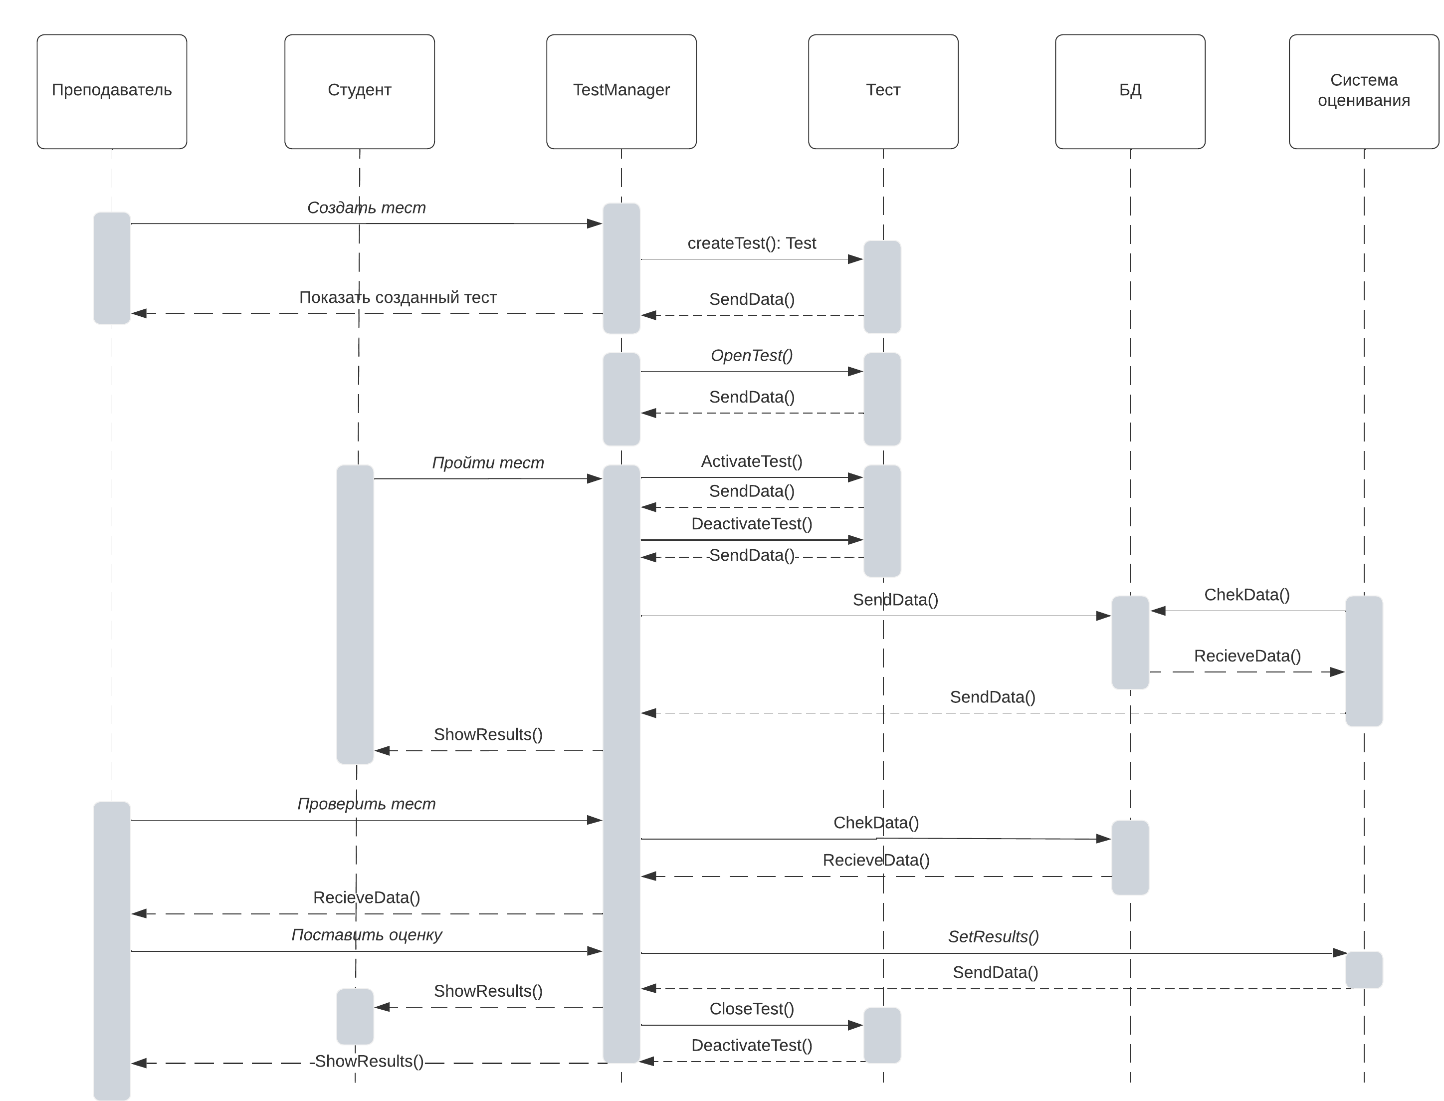 Преподаватель
Студент
TestManager
Тест
БД
Система
оценивания
Создать тест
createTest(): Test
Показать созданный тест
SendData()
OpenTest()
SendData()
Пройти тест
ActivateTest()
SendData()
DeactivateTest()
SendData()
SendData()
ChekData()
RecieveData()
SendData()
ShowResults()
Проверить тест
ChekData()
RecieveData()
RecieveData()
Поставить оценку
SetResults()
SendData()
ShowResults()
CloseTest()
DeactivateTest()
ShowResults()